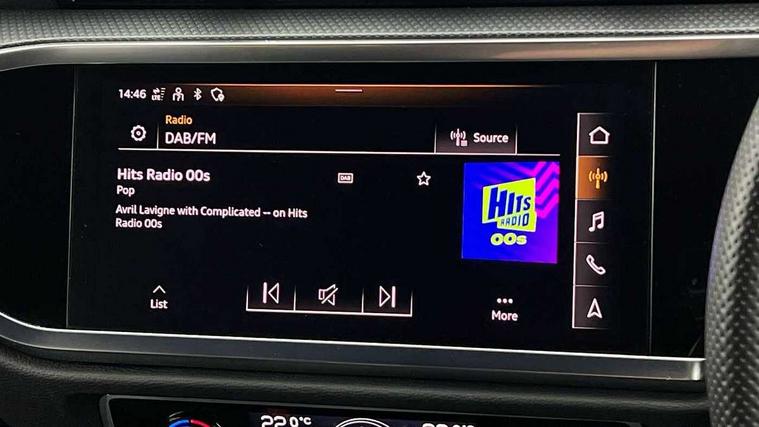 14:46 LTE
Radio
DAB/FM
Source
Hits Radio 00s
DAB
Pop
Avril Lavigne with Complicated -- on Hits
Radio 00s
HITS
RADIO
00s
List
More
22.0°C